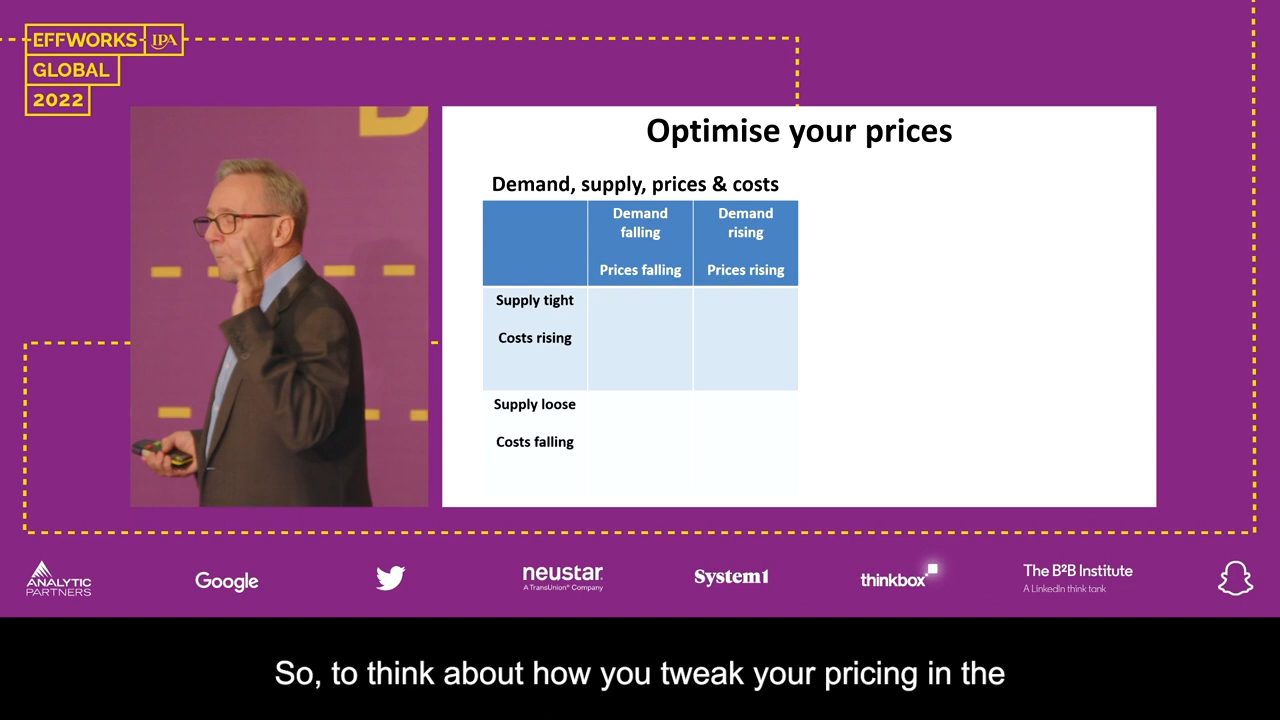 EFFWORKS IPA
GLOBAL
2022
Optimise your prices
Demand, supply, prices & costs
Demand
falling
Prices falling
Demand
rising
Prices rising
Supply tight
Costs rising
Supply loose
Costs falling
ANALYTIC
PARTNERS
Google
neustar
A TransUnion® Company
System1
thinkbox
The B2B Institute
A LinkedIn think tank
So, to think about how you tweak your pricing in the